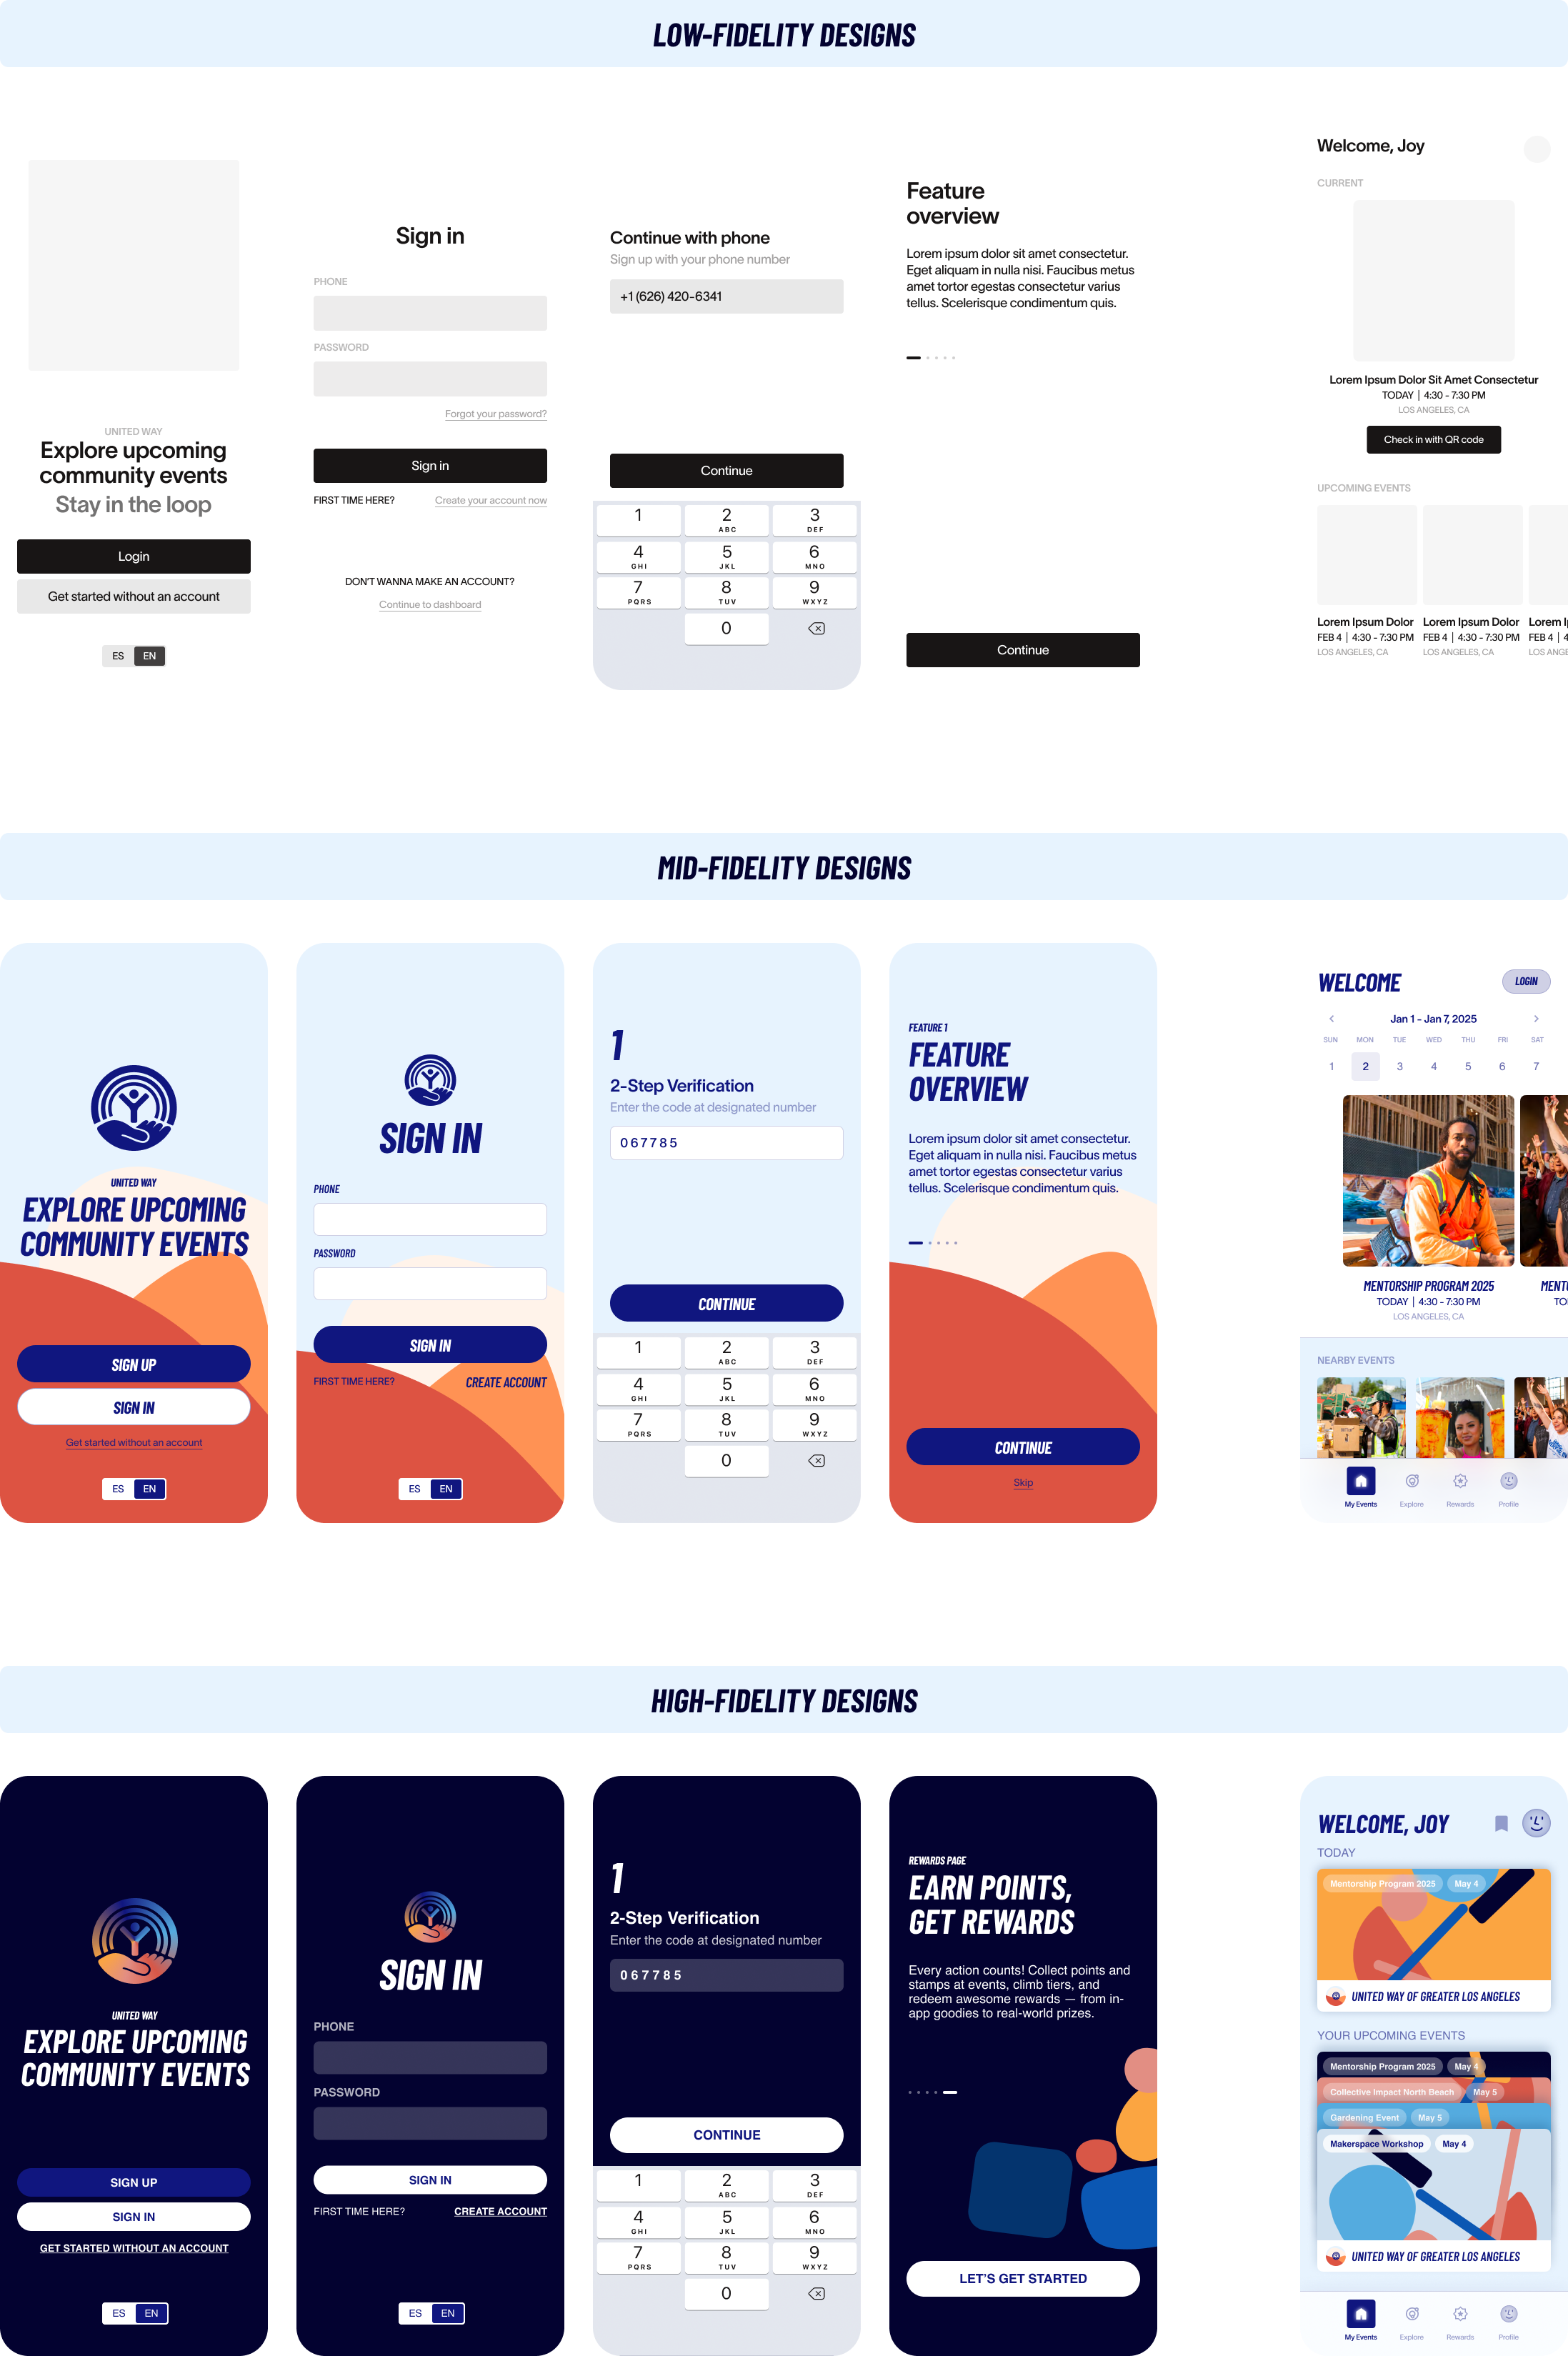 LOW-FIDELITY DESIGNS
UNITED WAY
Explore upcoming
community events
Stay in the loop
Login
Get started without an account
ES EN
Sign in
PHONE
PASSWORD
Forgot your password?
Sign in
FIRST TIME HERE? Create your account now
DON'T WANNA MAKE AN ACCOUNT?
Continue to dashboard
Continue with phone
Sign up with your phone number
+1 (626) 420-6341
Continue
1 2 3
ABC DEF
4 5 6
GHI JKL MNO
7 8 9
PQRS TUV WXYZ
0
Feature
overview
Lorem ipsum dolor sit amet consectetur.
Eget aliquam in nulla nisi. Faucibus metus
amet tortor egestas consectetur varius
tellus. Scelerisque condimentum quis.
Continue
Welcome, Joy
CURRENT
Lorem Ipsum Dolor Sit Amet Consectetur
TODAY | 4:30 - 7:30 PM
LOS ANGELES, CA
Check in with QR code
UPCOMING EVENTS
Lorem Ipsum Dolor Lorem Ipsum Dolor Lorem I
FEB 4 | 4:30 - 7:30 PM FEB 4 | 4:30 - 7:30 PM FEB 4 | 4
LOS ANGELES, CA LOS ANGELES, CA LOS ANGE
MID-FIDELITY DESIGNS
UNITED WAY
EXPLORE UPCOMING
COMMUNITY EVENTS
SIGN UP
SIGN IN
Get started without an account
ES EN
SIGN IN
PHONE
PASSWORD
SIGN IN
FIRST TIME HERE? CREATE ACCOUNT
ES EN
1
2-Step Verification
Enter the code at designated number
067785
CONTINUE
1 2 3
ABC DEF
4 5 6
GHI JKL MNO
7 8 9
PQRS TUV WXYZ
0
FEATURE 1
FEATURE
OVERVIEW
Lorem ipsum dolor sit amet consectetur.
Eget aliquam in nulla nisi. Faucibus metus
amet tortor egestas consectetur varius
tellus. Scelerisque condimentum quis.
CONTINUE
Skip
WELCOME LOGIN
Jan 1 - Jan 7, 2025
SUN MON TUE WED THU FRI SAT
1 2 3 4 5 6 7
MENTORSHIP PROGRAM 2025 MENT
TODAY | 4:30 - 7:30 PM TO
LOS ANGELES, CA
NEARBY EVENTS
My Events Explore Rewards Profile
HIGH-FIDELITY DESIGNS
UNITED WAY
EXPLORE UPCOMING
COMMUNITY EVENTS
SIGN UP
SIGN IN
GET STARTED WITHOUT AN ACCOUNT
ES EN
SIGN IN
PHONE
PASSWORD
SIGN IN
FIRST TIME HERE? CREATE ACCOUNT
ES EN
1
2-Step Verification
Enter the code at designated number
067785
CONTINUE
1 2 3
ABC DEF
4 5 6
GHI JKL MNO
7 8 9
PQRS TUV WXYZ
0
REWARDS PAGE
EARN POINTS,
GET REWARDS
Every action counts! Collect points and
stamps at events, climb tiers, and
redeem awesome rewards — from in-
app goodies to real-world prizes.
LET'S GET STARTED
WELCOME, JOY
TODAY
Mentorship Program 2025 May 4
UNITED WAY OF GREATER LOS ANGELES
YOUR UPCOMING EVENTS
Mentorship Program 2025 May 4
Collective Impact North Beach May 5
Gardening Event May 5
Makerspace Workshop May 4
UNITED WAY OF GREATER LOS ANGELES
My Events Explore Rewards Profile